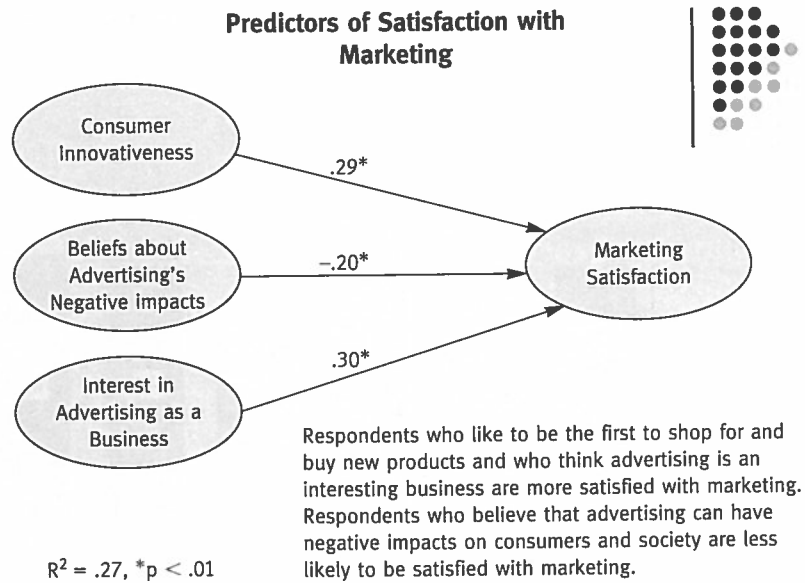 Predictors of Satisfaction with
Marketing
Consumer
Innovativeness
.29*
Beliefs about
Advertising's
Negative impacts
–.20*
Marketing
Satisfaction
.30*
Interest in
Advertising as a
Business
Respondents who like to be the first to shop for and
buy new products and who think advertising is an
interesting business are more satisfied with marketing.
Respondents who believe that advertising can have
negative impacts on consumers and society are less
likely to be satisfied with marketing.
R² = .27, *p < .01